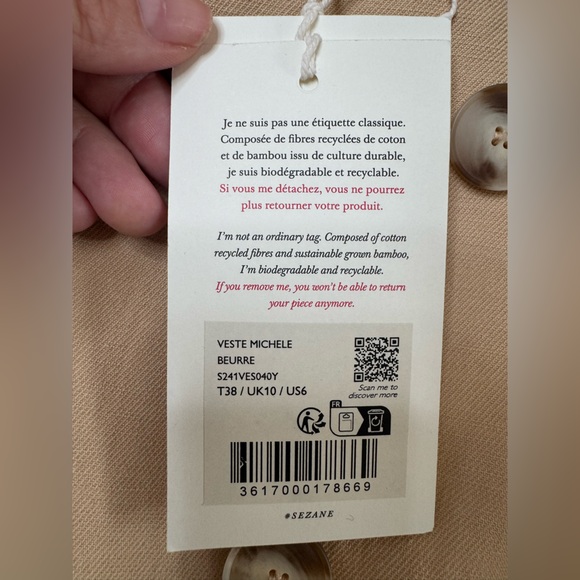 Je ne suis pas une étiquette classique.
Composée de fibres recyclées de coton
et de bambou issu de culture durable,
je suis biodégradable et recyclable.
Si vous me détachez, vous ne pourrez
plus retourner votre produit.
I'm not an ordinary tag. Composed of cotton
recycled fibres and sustainable grown bamboo,
I'm biodegradable and recyclable.
If you remove me, you won't be able to return
your piece anymore.
VESTE MICHELE
BEURRE
S241VES040Y
T38 / UK10 / US6
Scan me to
discover more
FR
3617000178669
#SEZANE